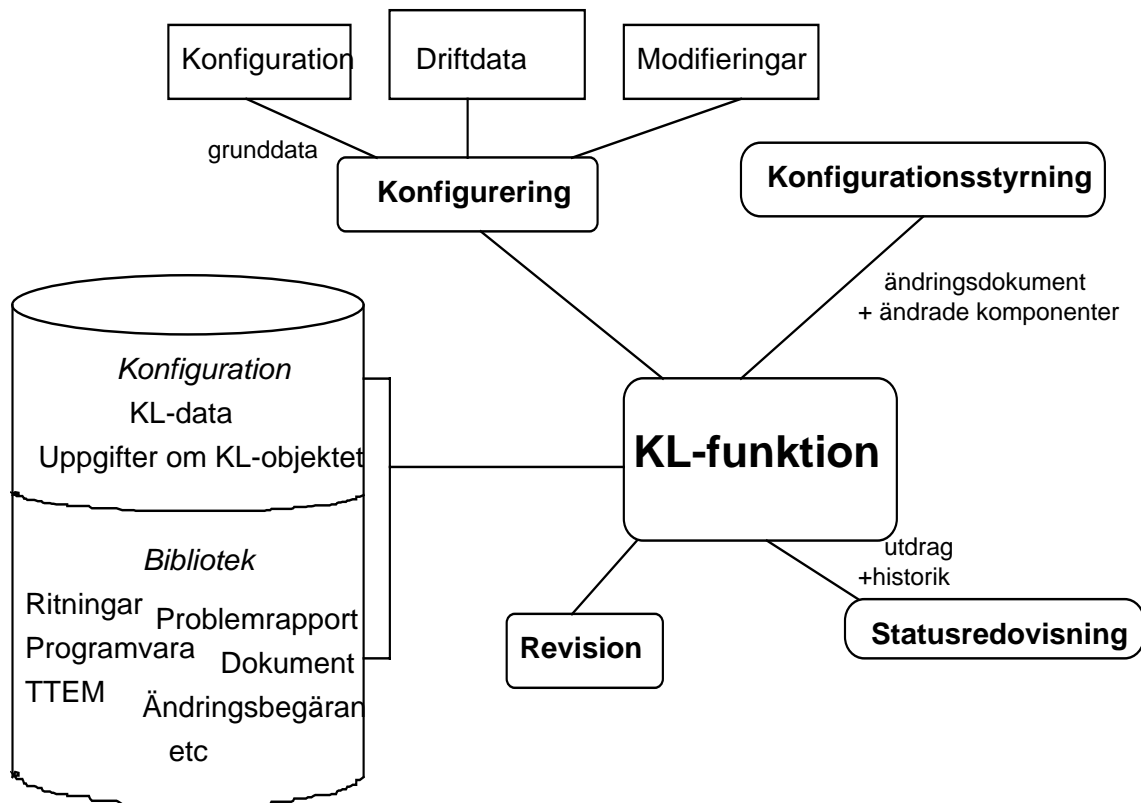 Konfiguration
Driftdata
Modifieringar
grunddata
Konfigurering
Konfigurationsstyrning
ändringsdokument
+ ändrade komponenter
Konfiguration
KL-data
Uppgifter om KL-objektet
KL-funktion
Bibliotek
Ritningar
Problemrapport
Programvara
Dokument
TTEM
Ändringsbegäran
etc
utdrag
+historik
Revision
Statusredovisning